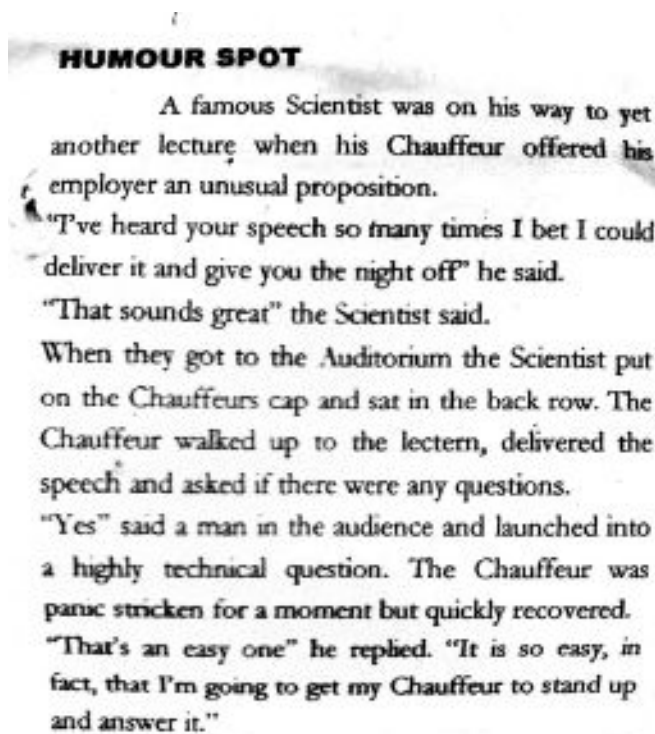 HUMOUR SPOT
A famous Scientist was on his way to yet
another lecture when his Chauffeur offered his
employer an unusual proposition.
"I've heard your speech so many times I bet I could
deliver it and give you the night off" he said.
"That sounds great" the Scientist said.
When they got to the Auditorium the Scientist put
on the Chauffeurs cap and sat in the back row. The
Chauffeur walked up to the lectern, delivered the
speech and asked if there were any questions.
"Yes" said a man in the audience and launched into
a highly technical question. The Chauffeur was
panic stricken for a moment but quickly recovered.
"That's an easy one" he replied. "It is so easy, in
fact, that I'm going to get my Chauffeur to stand up
and answer it."